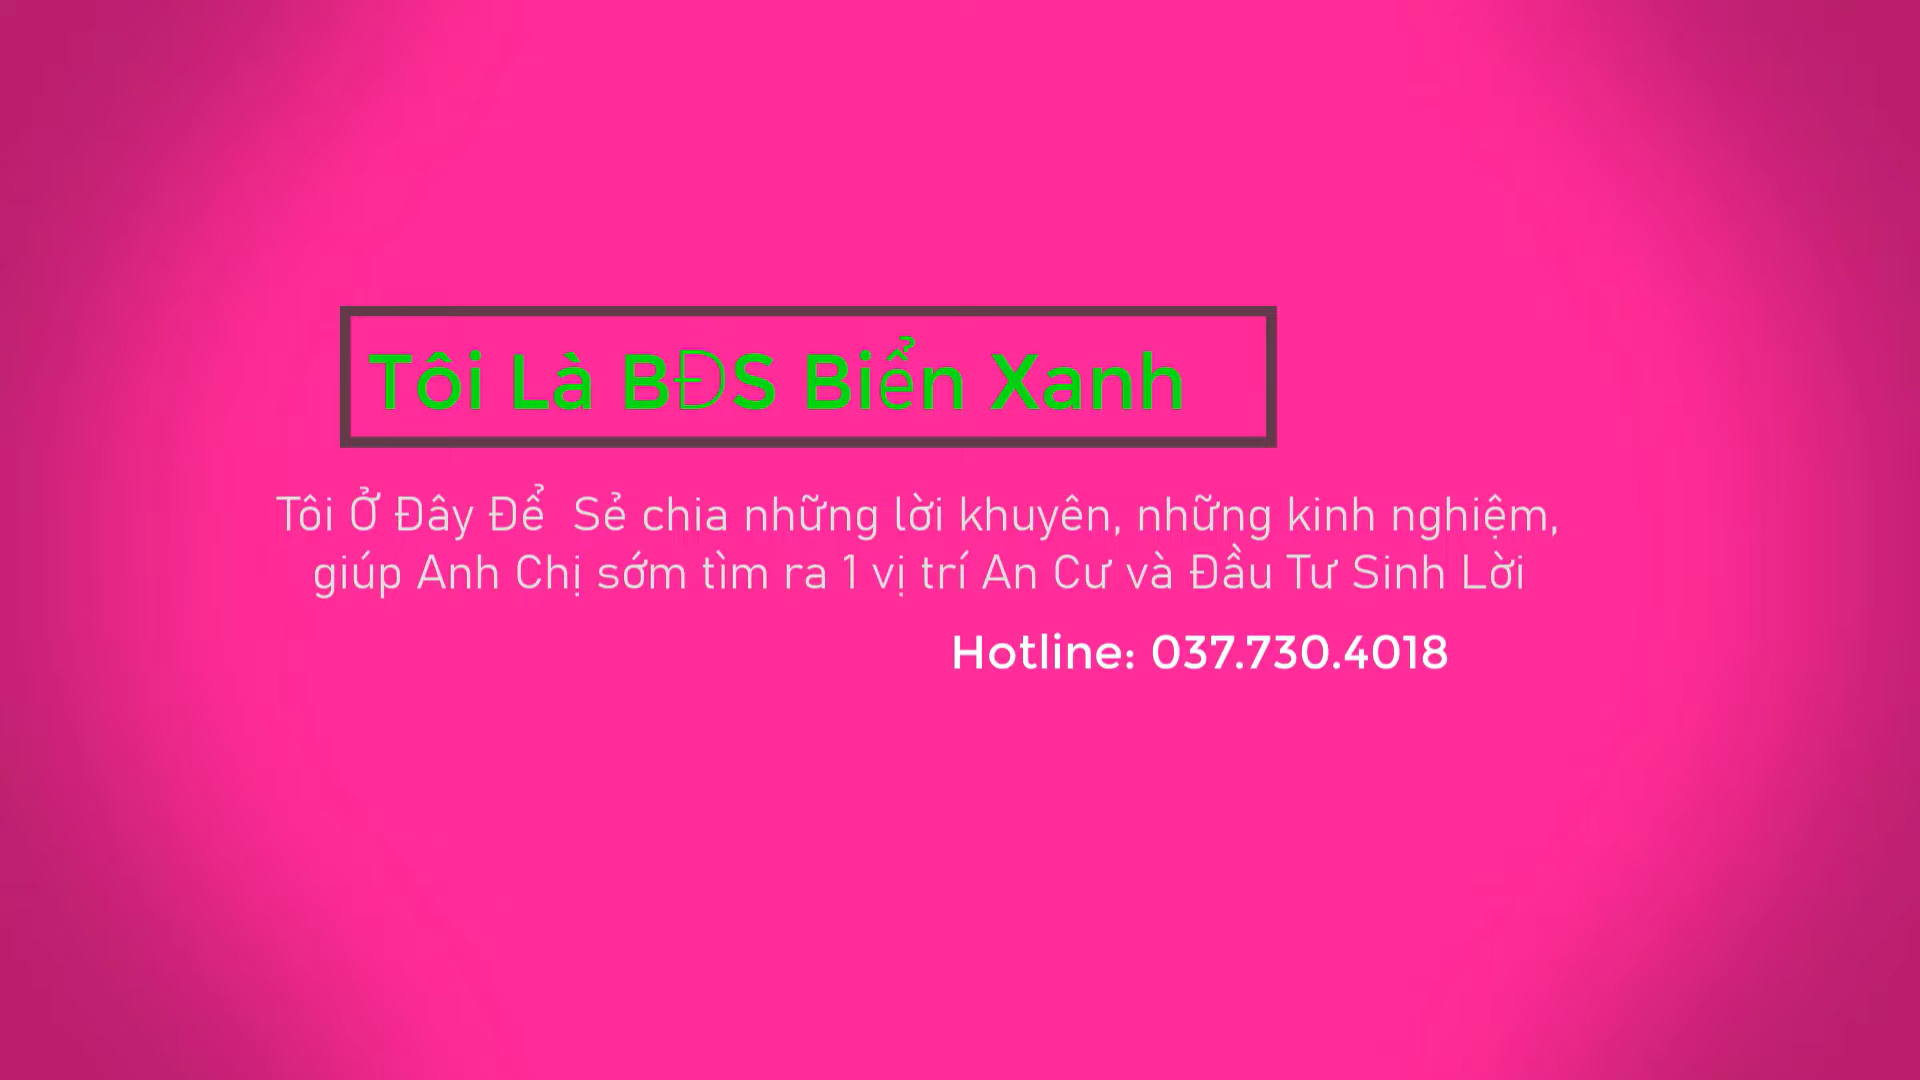 Tôi Là BĐS Biển Xanh
Tôi Ở Đây Để  Sẻ chia những lời khuyên, những kinh nghiệm,
giúp Anh Chị sớm tìm ra 1 vị trí An Cư và Đầu Tư Sinh Lời
Hotline: 037.730.4018